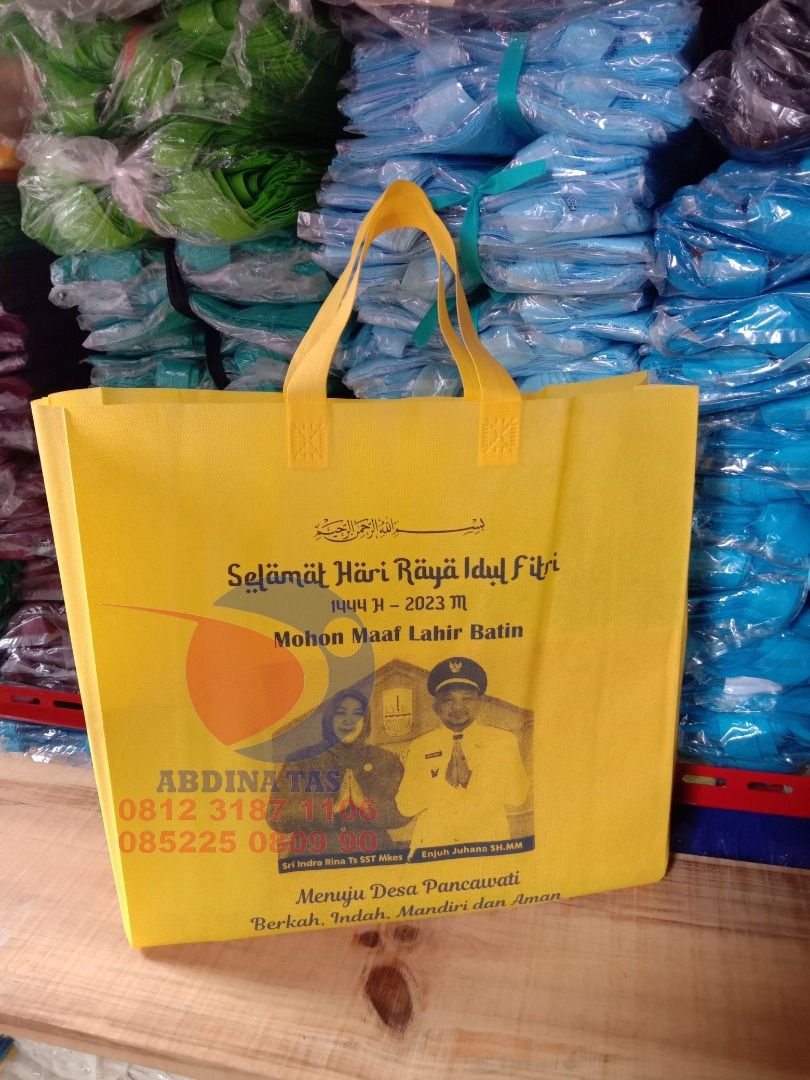 بسم الله الرحمن الرحيم
Selamat Hari Raya Idul Fitri
1444 H - 2023 M
Mohon Maaf Lahir Batin
ABDINA TAS
0812 3187 1106
085225 0809 90
Sri Indra Rina Ts SST Mkes
Enjuh Juhana SH.MM
Menuju Desa Pancawati
Berkah, Indah, Mandiri dan Aman